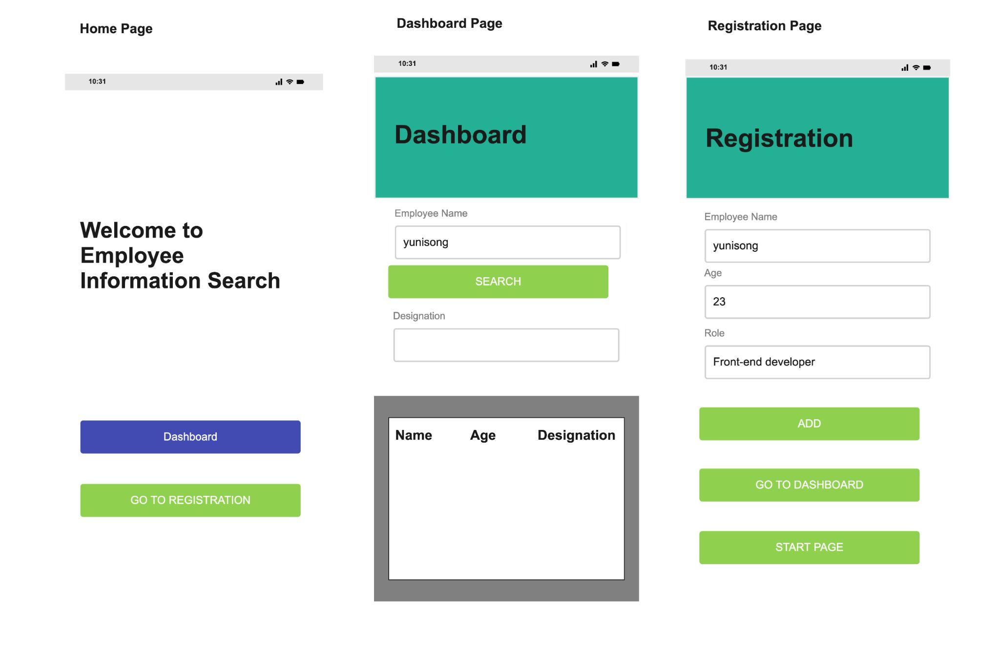 Home Page
10:31
Welcome to
Employee
Information Search
Dashboard
GO TO REGISTRATION
Dashboard Page
10:31
Dashboard
Employee Name
yunisong
SEARCH
Designation
Name Age Designation
Registration Page
10:31
Registration
Employee Name
yunisong
Age
23
Role
Front-end developer
ADD
GO TO DASHBOARD
START PAGE